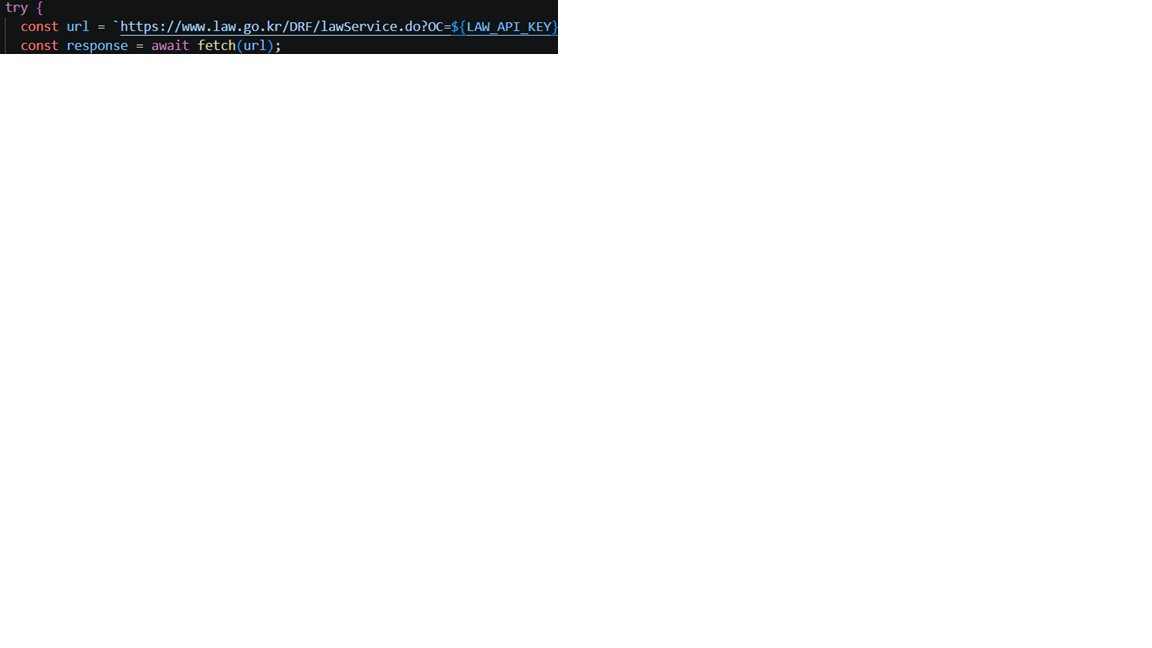 try {
const url = `https://www.law.go.kr/DRF/lawService.do?OC=${LAW_API_KEY}
const response = await fetch(url);